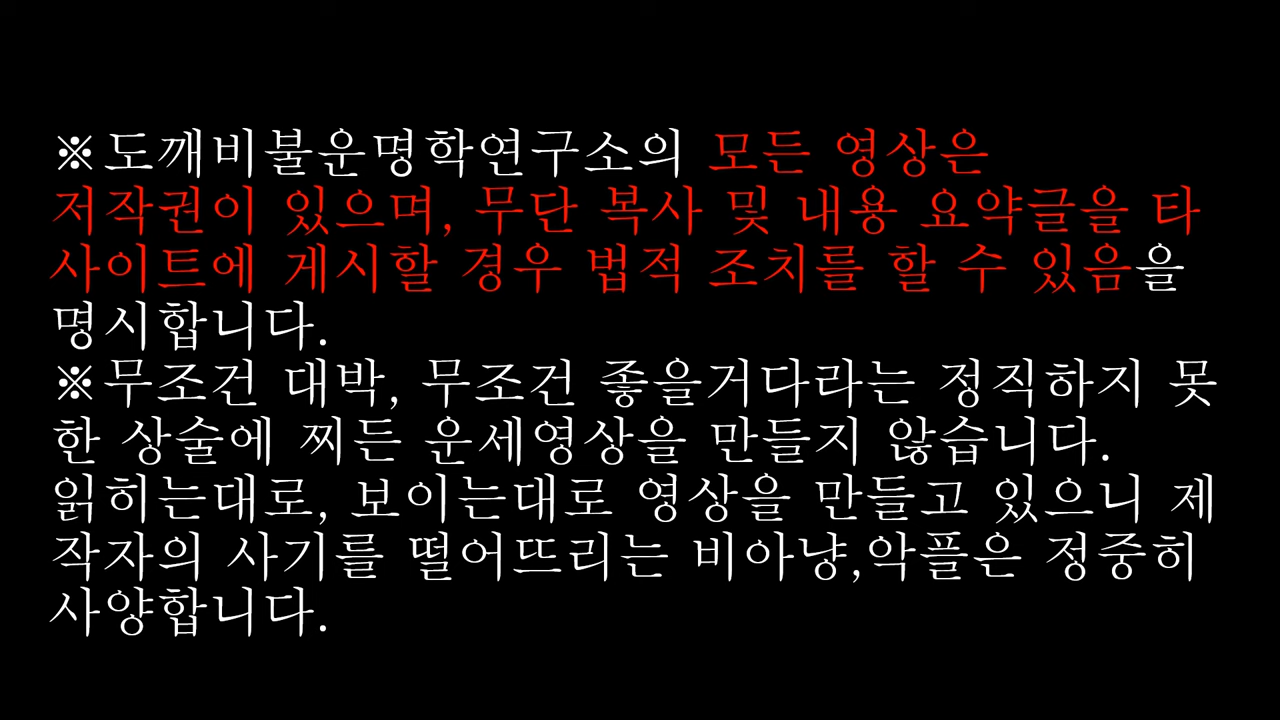 ※도깨비불운명학연구소의 모든 영상은
저작권이 있으며, 무단 복사 및 내용 요약글을 타
사이트에 게시할 경우 법적 조치를 할 수 있음을
명시합니다.
※무조건 대박, 무조건 좋을거다라는 정직하지 못
한 상술에 찌든 운세영상을 만들지 않습니다.
읽히는대로, 보이는대로 영상을 만들고 있으니 제
작자의 사기를 떨어뜨리는 비아냥,악플은 정중히
사양합니다.